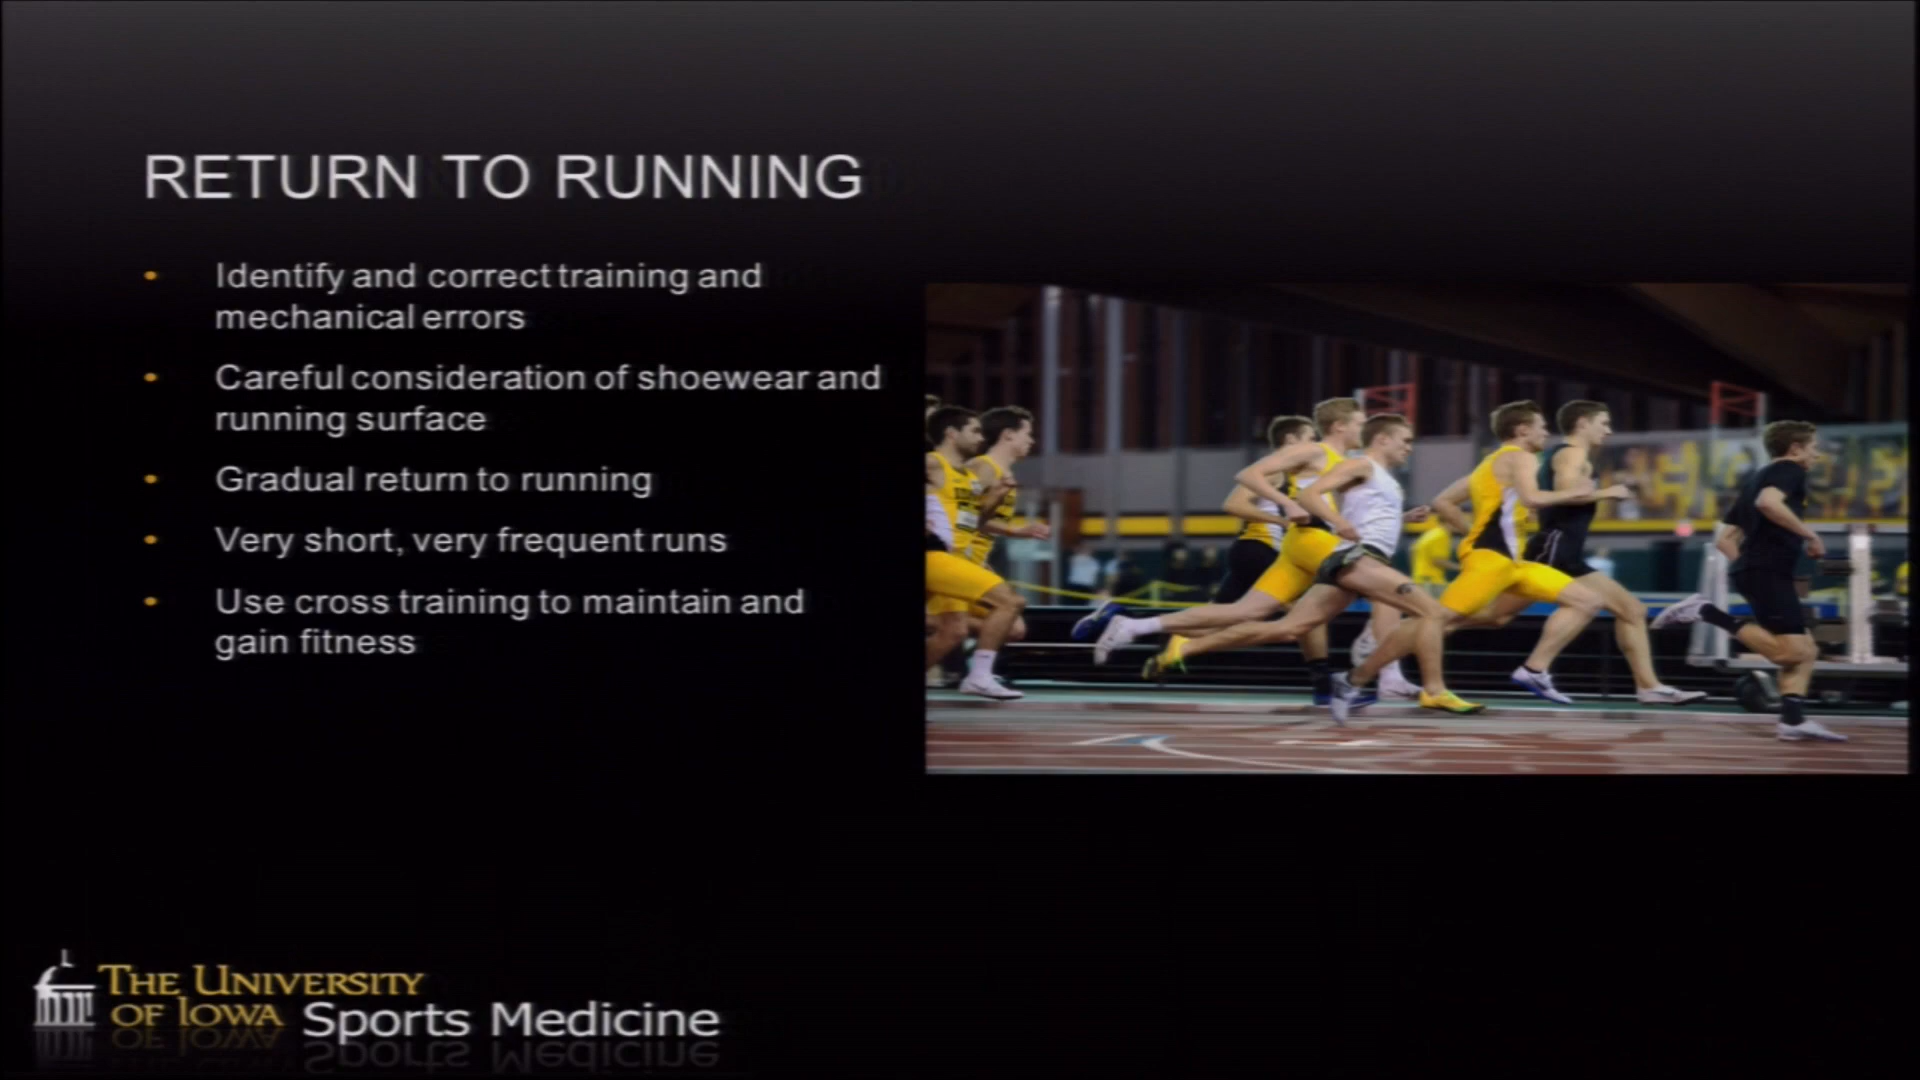 RETURN TO RUNNING
• Identify and correct training and
mechanical errors
• Careful consideration of shoewear and
running surface
• Gradual return to running
• Very short, very frequent runs
• Use cross training to maintain and
gain fitness
THE UNIVERSITY
OF IOWA Sports Medicine